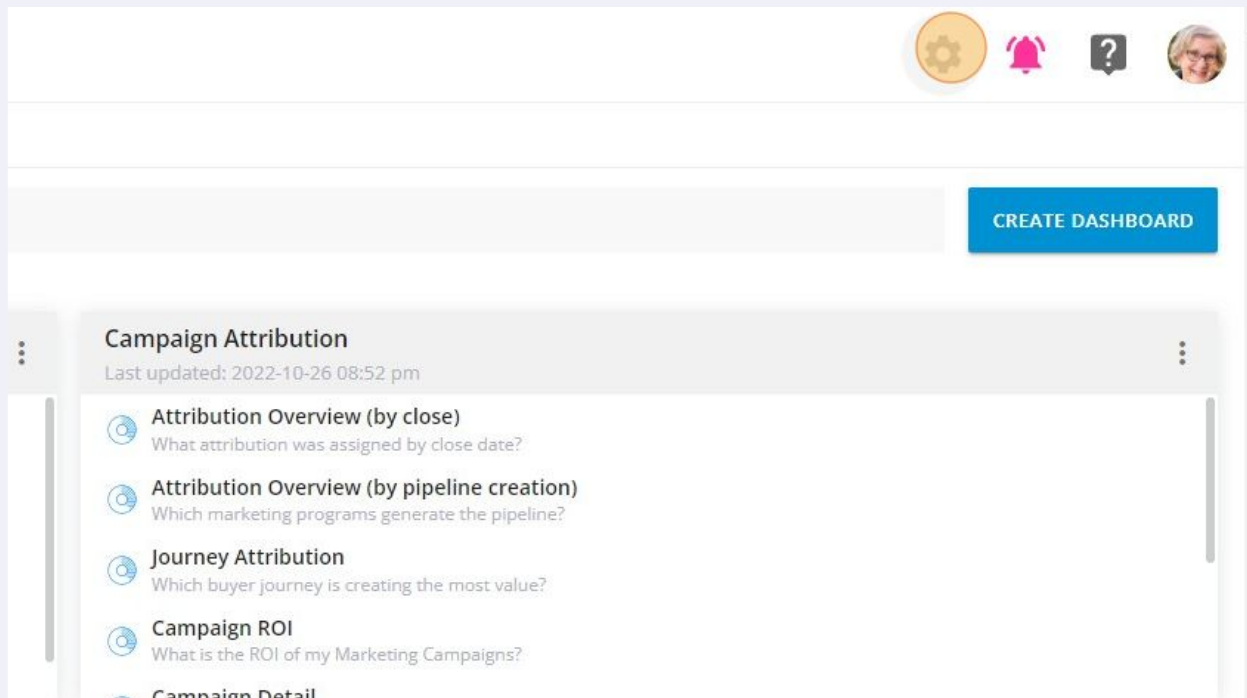 CREATE DASHBOARD
Campaign Attribution
Last updated: 2022-10-26 08:52 pm
Attribution Overview (by close)
What attribution was assigned by close date?
Attribution Overview (by pipeline creation)
Which marketing programs generate the pipeline?
Journey Attribution
Which buyer journey is creating the most value?
Campaign ROI
What is the ROI of my Marketing Campaigns?
Campaign Detail